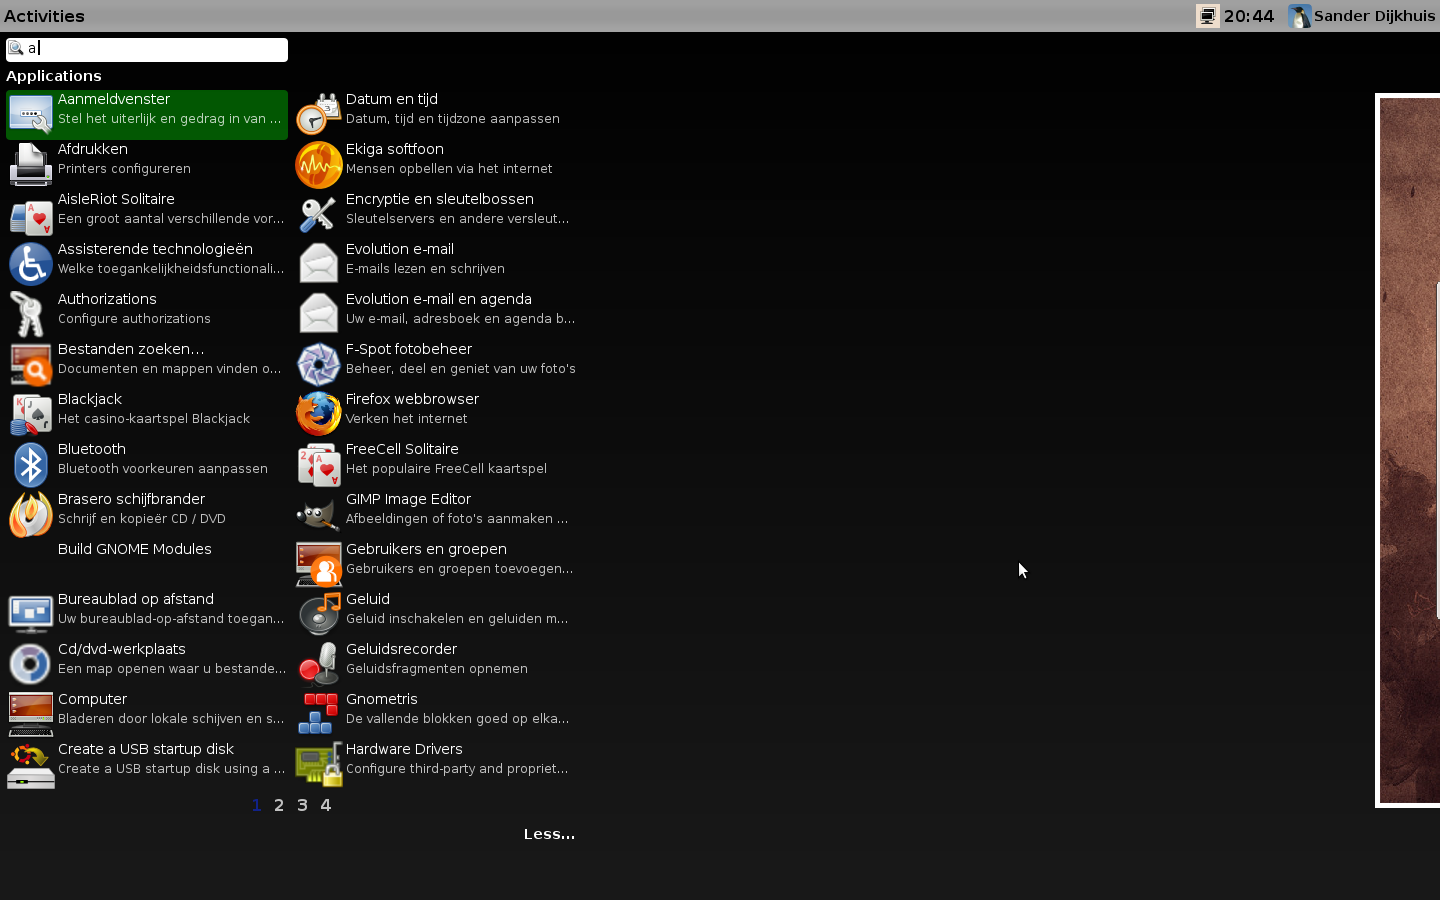 Activities
20:44
Sander Dijkhuis
a
Applications
Aanmeldvenster
Stel het uiterlijk en gedrag in van ...
Afdrukken
Printers configureren
AisleRiot Solitaire
Een groot aantal verschillende vor...
Assisterende technologieën
Welke toegankelijkheidsfunctionali...
Authorizations
Configure authorizations
Bestanden zoeken...
Documenten en mappen vinden o...
Blackjack
Het casino-kaartspel Blackjack
Bluetooth
Bluetooth voorkeuren aanpassen
Brasero schijfbrander
Schrijf en kopieër CD / DVD
Build GNOME Modules
Bureaublad op afstand
Uw bureaublad-op-afstand toegan...
Cd/dvd-werkplaats
Een map openen waar u bestande...
Computer
Bladeren door lokale schijven en s...
Create a USB startup disk
Create a USB startup disk using a ...
Datum en tijd
Datum, tijd en tijdzone aanpassen
Ekiga softfoon
Mensen opbellen via het internet
Encryptie en sleutelbossen
Sleutelservers en andere versleut...
Evolution e-mail
E-mails lezen en schrijven
Evolution e-mail en agenda
Uw e-mail, adresboek en agenda b...
F-Spot fotobeheer
Beheer, deel en geniet van uw foto's
Firefox webbrowser
Verken het internet
FreeCell Solitaire
Het populaire FreeCell kaartspel
GIMP Image Editor
Afbeeldingen of foto's aanmaken ...
Gebruikers en groepen
Gebruikers en groepen toevoegen...
Geluid
Geluid inschakelen en geluiden m...
Geluidsrecorder
Geluidsfragmenten opnemen
Gnometris
De vallende blokken goed op elka...
Hardware Drivers
Configure third-party and propriet...
1 2 3 4
Less...